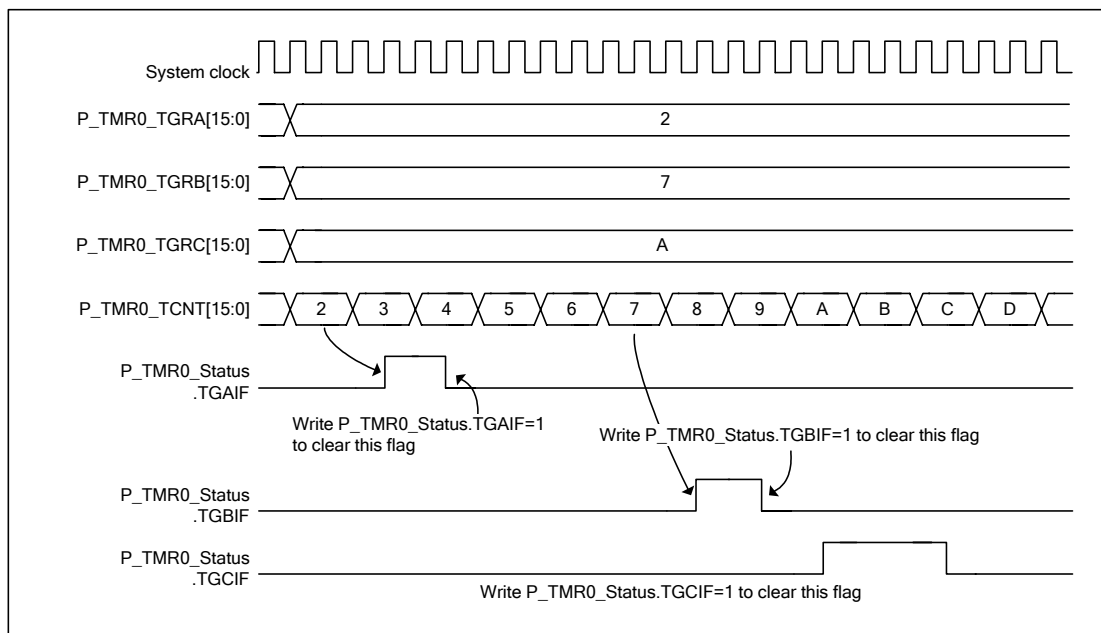 System clock
P_TMR0_TGRA[15:0]
2
P_TMR0_TGRB[15:0]
7
P_TMR0_TGRC[15:0]
A
P_TMR0_TCNT[15:0]
2 3 4 5 6 7 8 9 A B C D
P_TMR0_Status
.TGAIF
Write P_TMR0_Status.TGAIF=1
to clear this flag
Write P_TMR0_Status.TGBIF=1 to clear this flag
P_TMR0_Status
.TGBIF
P_TMR0_Status
.TGCIF
Write P_TMR0_Status.TGCIF=1 to clear this flag